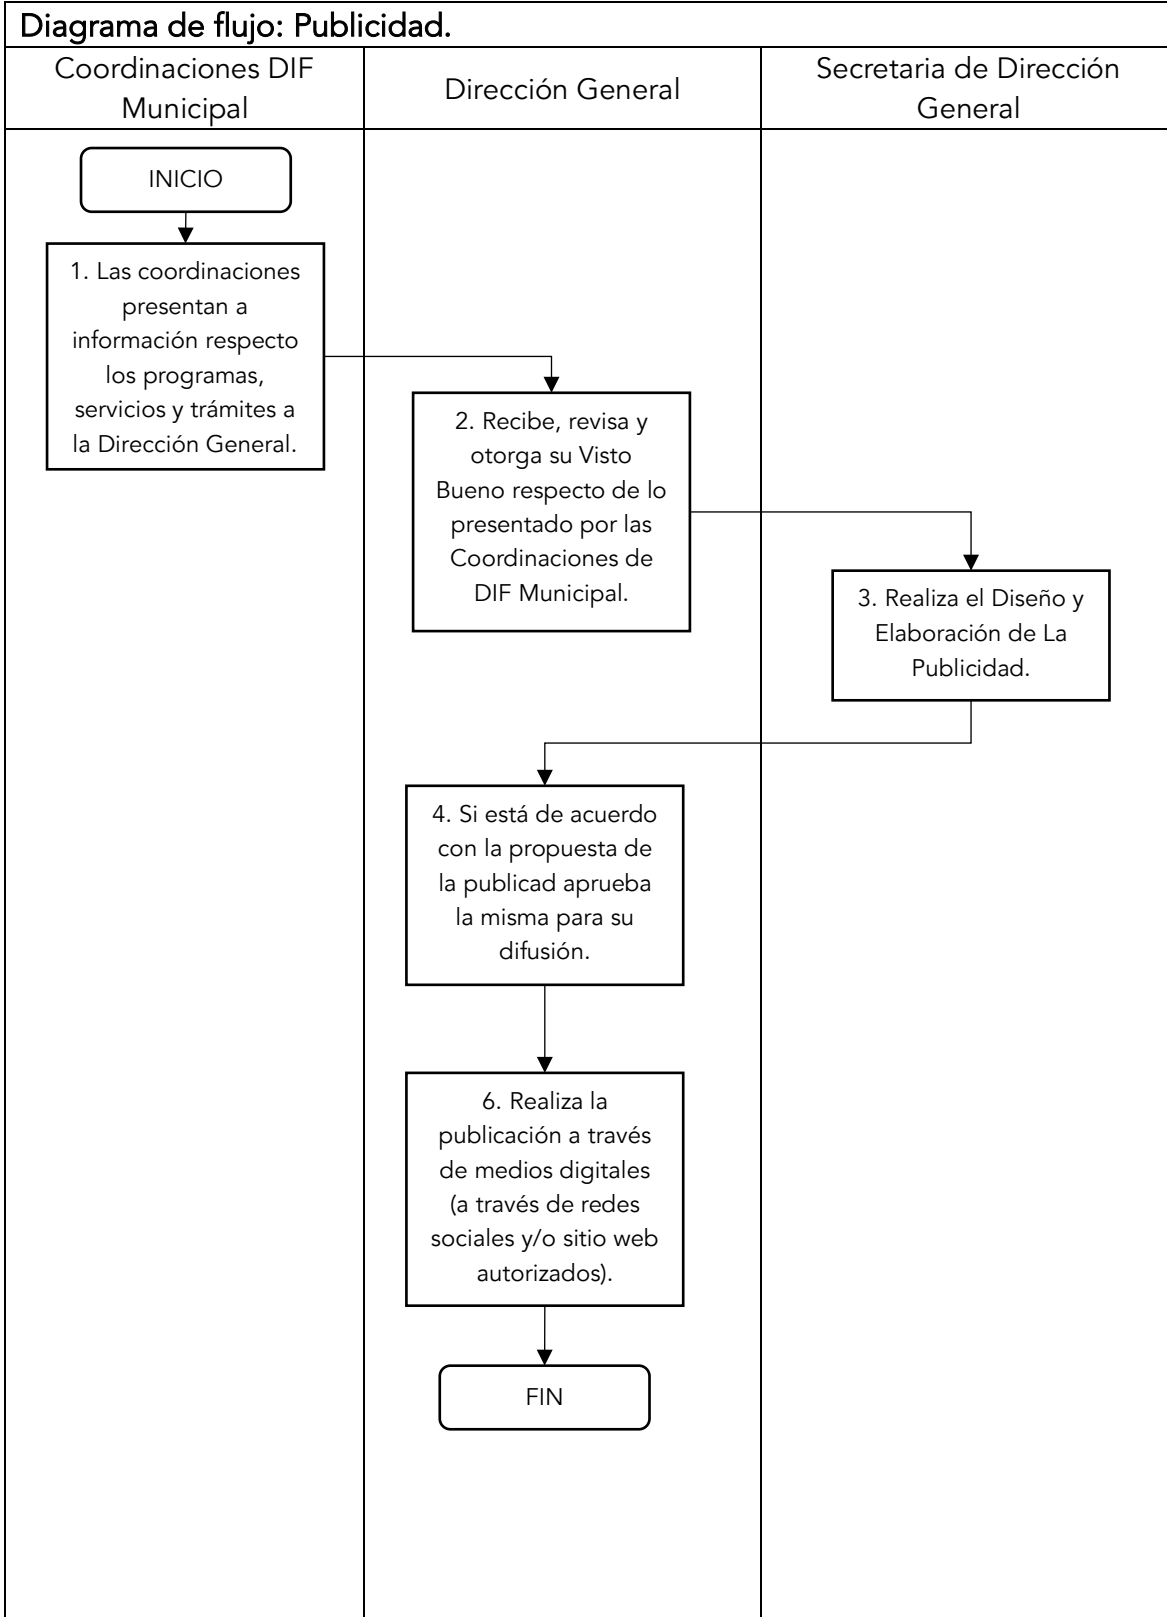 Diagrama de flujo: Publicidad.
Coordinaciones DIF
Municipal
Dirección General
Secretaria de Dirección
General
INICIO
1. Las coordinaciones
presentan a
información respecto
los programas,
servicios y trámites a
la Dirección General.
2. Recibe, revisa y
otorga su Visto
Bueno respecto de lo
presentado por las
Coordinaciones de
DIF Municipal.
3. Realiza el Diseño y
Elaboración de La
Publicidad.
4. Si está de acuerdo
con la propuesta de
la publicad aprueba
la misma para su
difusión.
6. Realiza la
publicación a través
de medios digitales
(a través de redes
sociales y/o sitio web
autorizados).
FIN